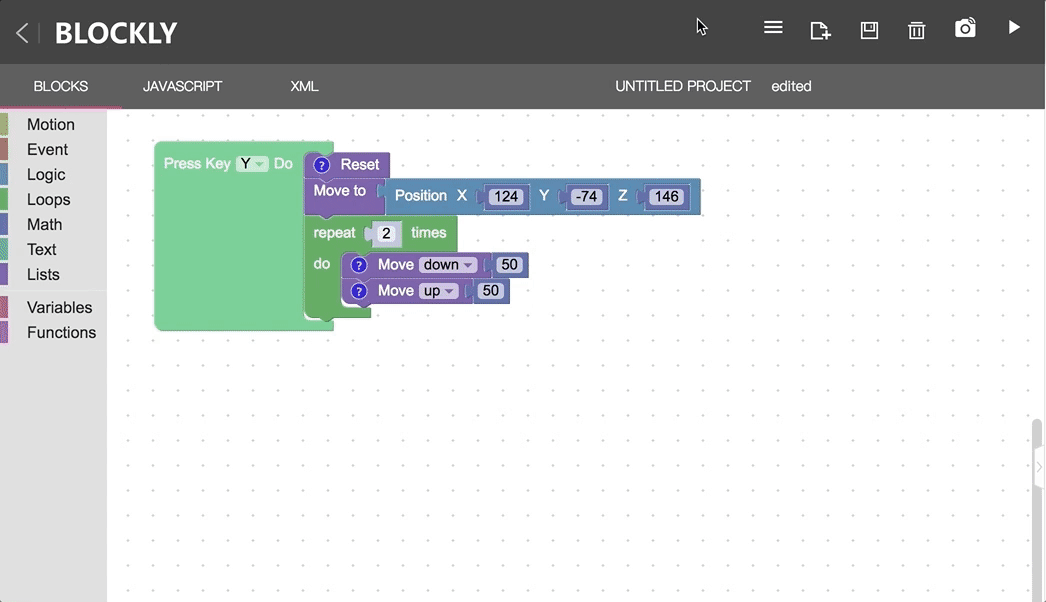 BLOCKLY
BLOCKS JAVASCRIPT XML UNTITLED PROJECT edited
Motion
Event
Logic
Loops
Math
Text
Lists
Variables
Functions
Press Key Y Do ? Reset
Move to Position X 124 Y -74 Z 146
repeat 2 times
do ? Move down 50
? Move up 50